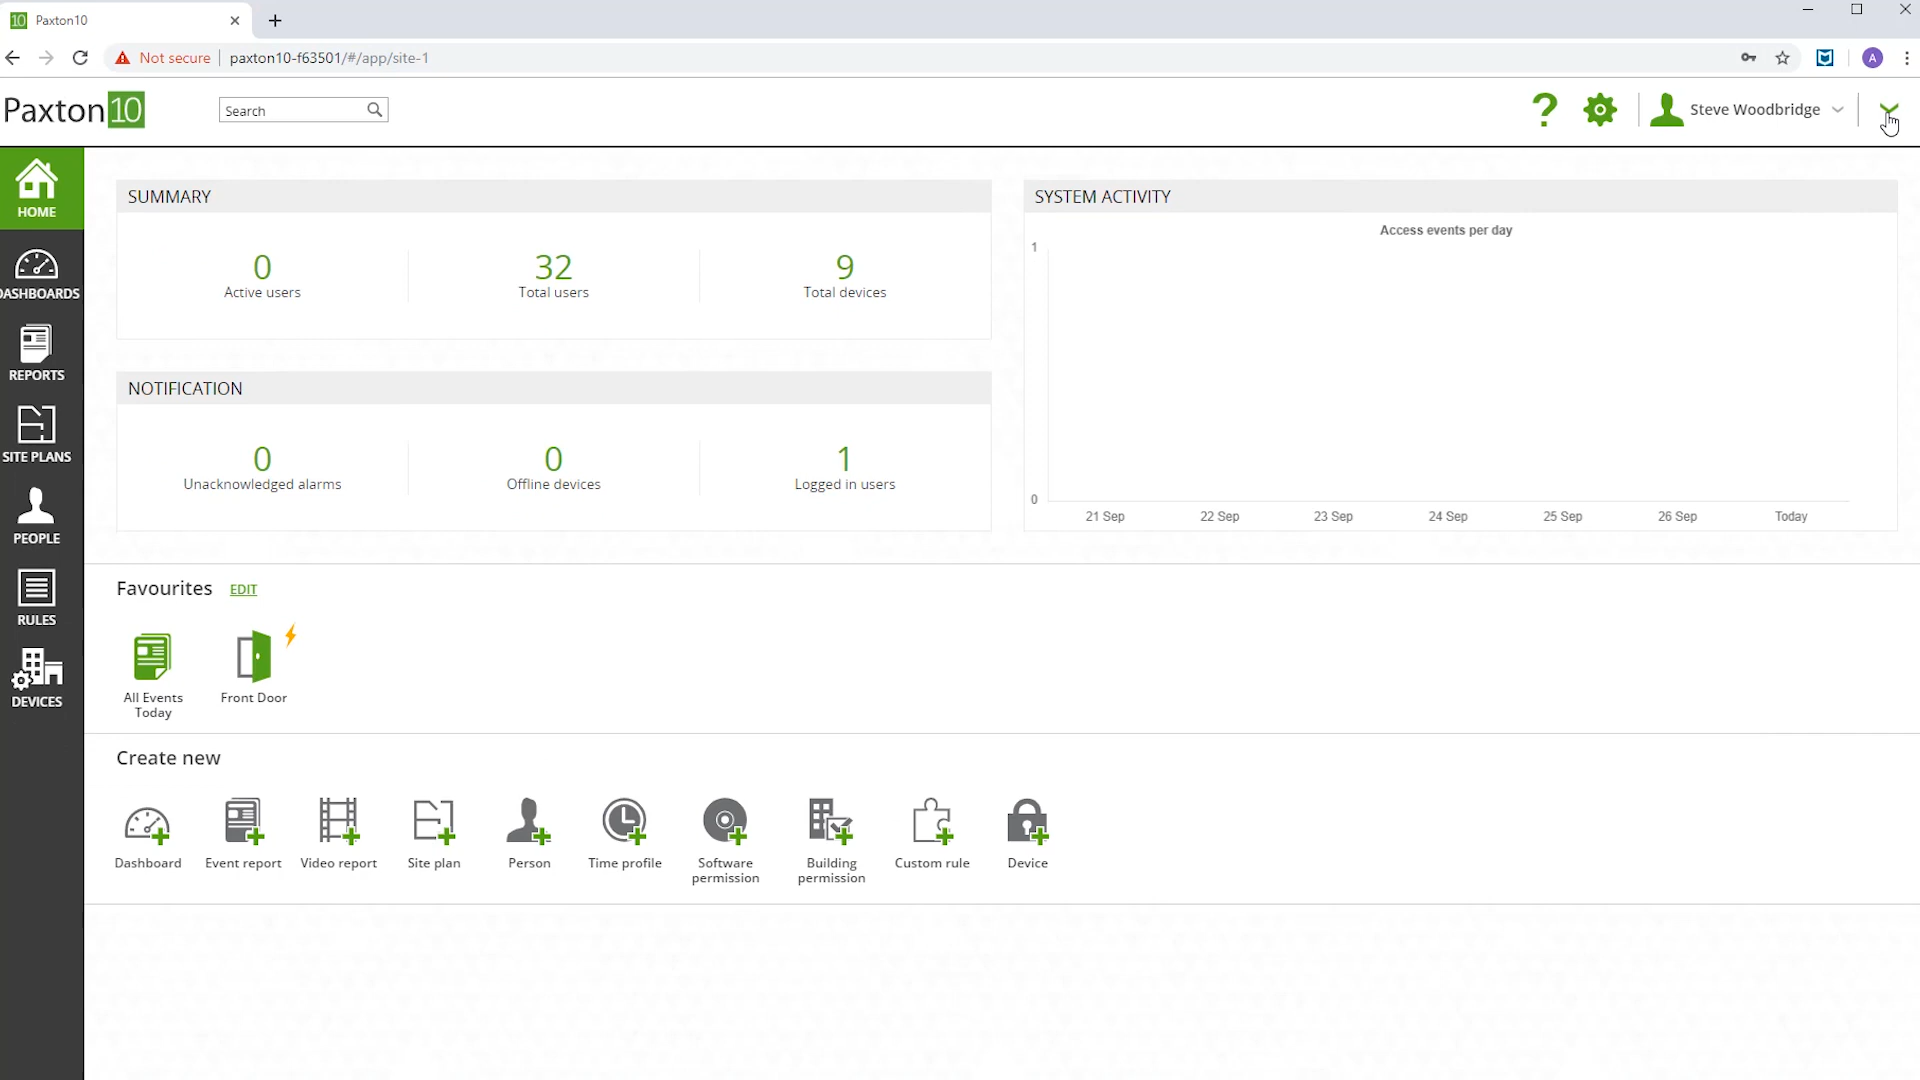 10 Paxton10
Not secure paxton10-f63501/#/app/site-1
A
Paxton 10
Search
? Steve Woodbridge
HOME
DASHBOARDS
REPORTS
SITE PLANS
PEOPLE
RULES
DEVICES
SUMMARY
0
Active users
32
Total users
9
Total devices
NOTIFICATION
0
Unacknowledged alarms
0
Offline devices
1
Logged in users
SYSTEM ACTIVITY
Access events per day
1
0
21 Sep 22 Sep 23 Sep 24 Sep 25 Sep 26 Sep Today
Favourites EDIT
All Events
Today
Front Door
Create new
Dashboard
Event report
Video report
Site plan
Person
Time profile
Software
permission
Building
permission
Custom rule
Device